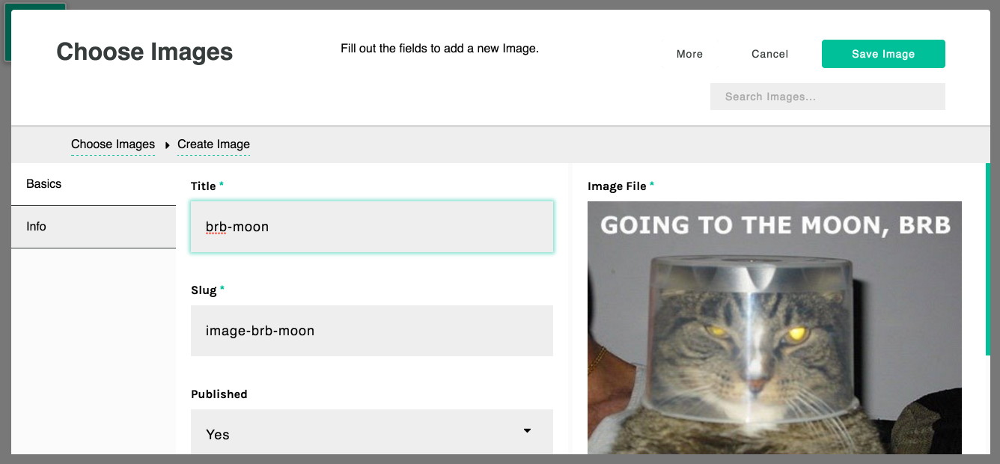 Choose Images
Fill out the fields to add a new Image.
More
Cancel
Save Image
Search Images...
Choose Images
Create Image
Basics
Info
Title *
brb-moon
Slug *
image-brb-moon
Published
Yes
Image File *
GOING TO THE MOON, BRB